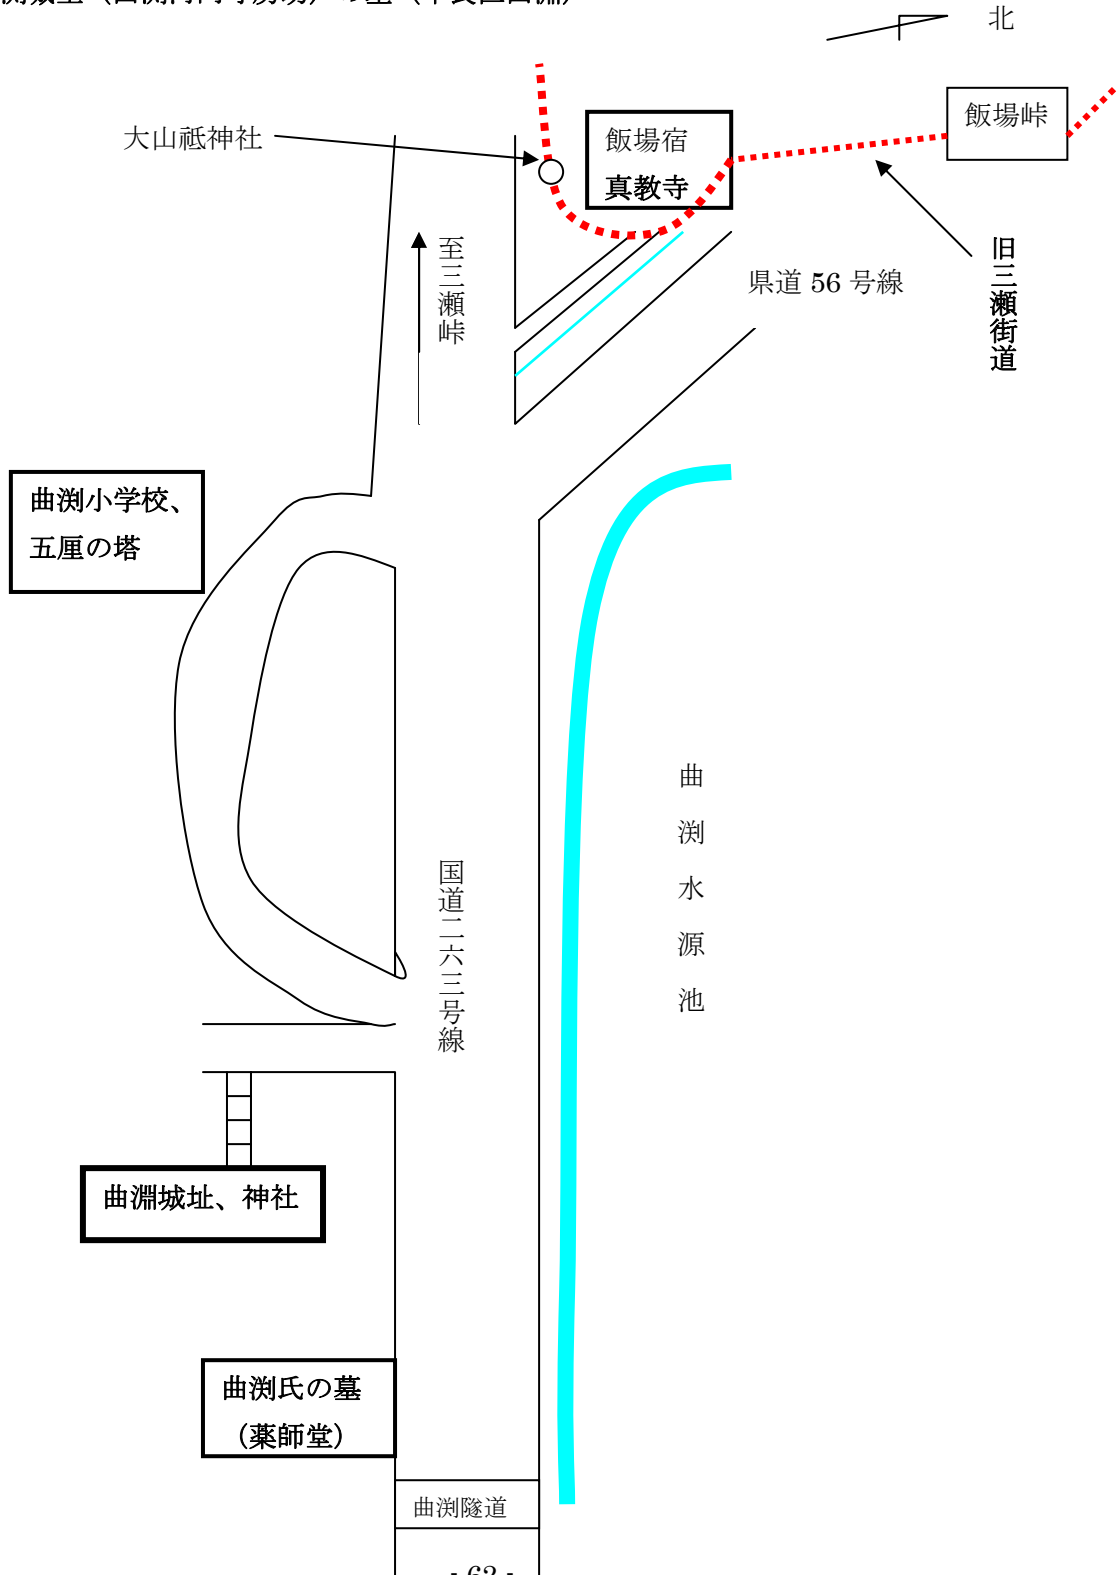 北
飯場峠
大山祇神社
飯場宿
真教寺
至三瀬峠
県道 56 号線
旧三瀬街道
曲渕小学校、
五厘の塔
曲渕水源池
国道二六三号線
曲淵城址、神社
曲渕氏の墓
（薬師堂）
曲渕隧道